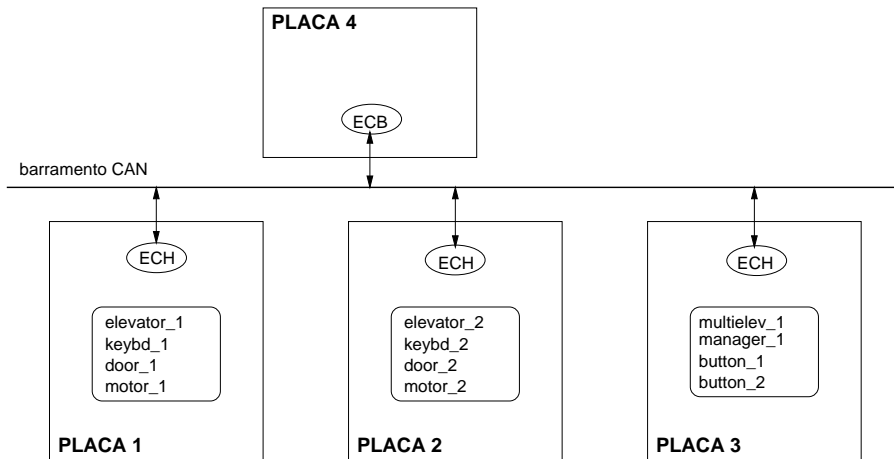 PLACA 4
ECB
barramento CAN
ECH
elevator_1
keybd_1
door_1
motor_1
PLACA 1
ECH
elevator_2
keybd_2
door_2
motor_2
PLACA 2
ECH
multielev_1
manager_1
button_1
button_2
PLACA 3